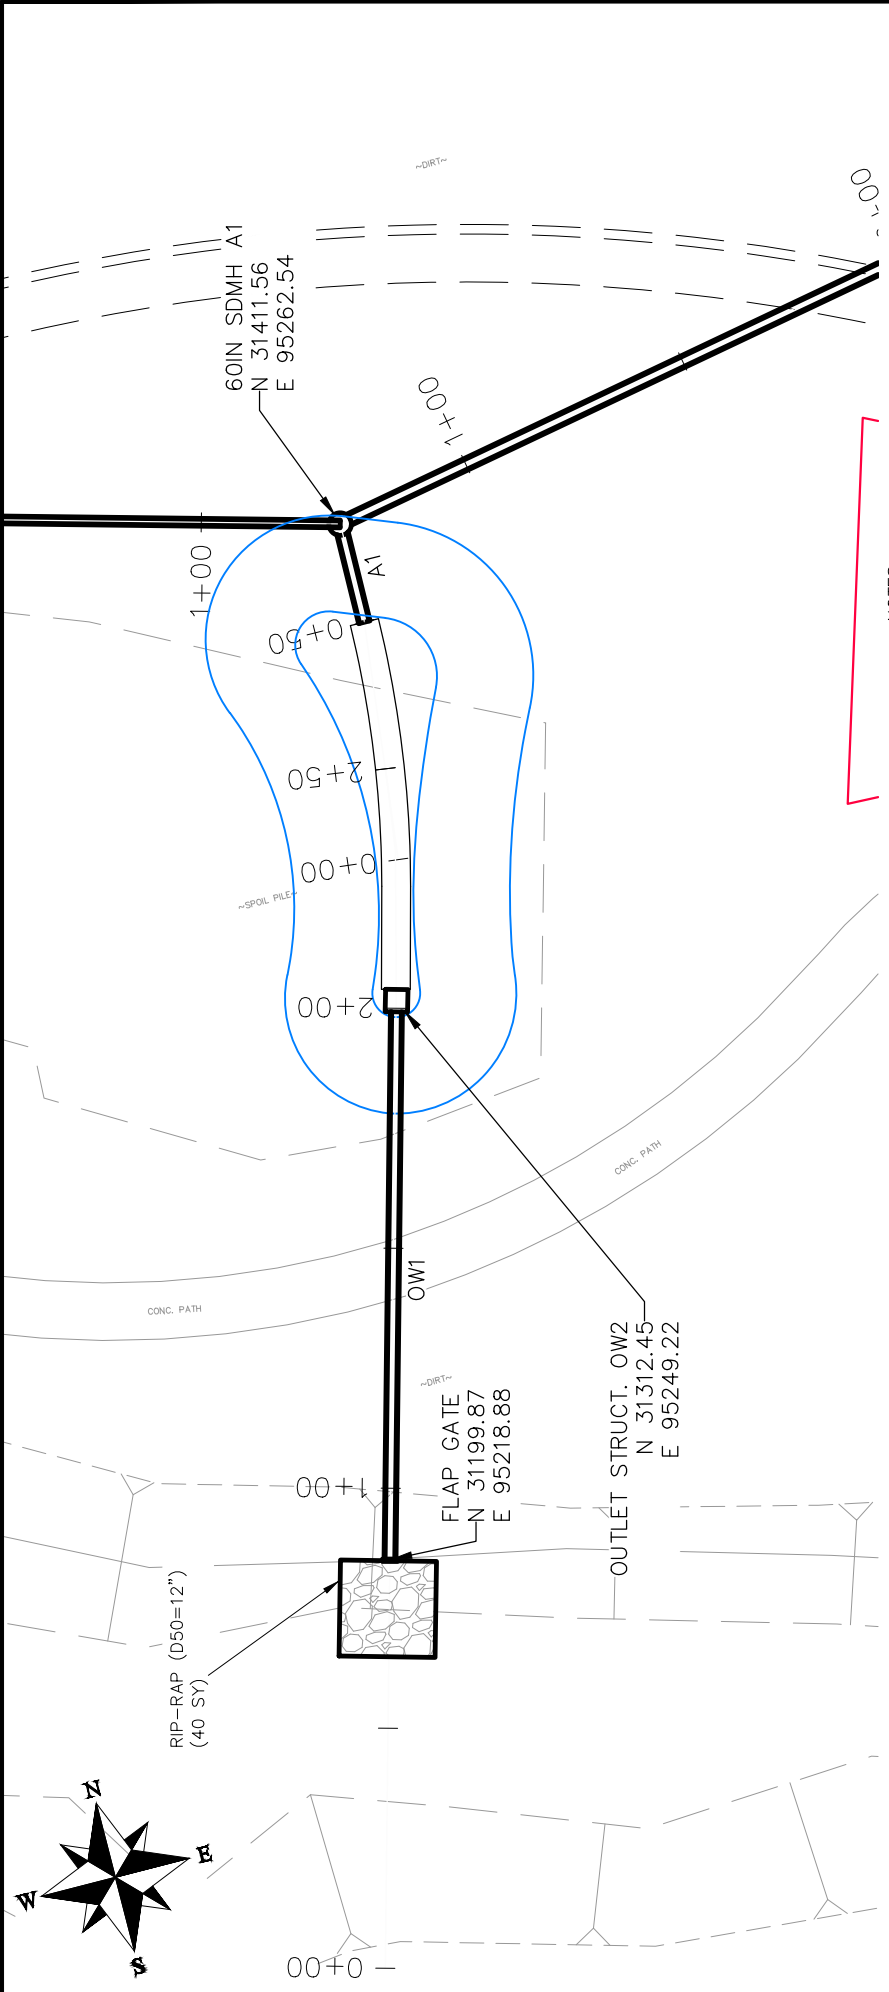 ~DIRT~
60IN SDMH A1
N 31411.56
E 95262.54
1+00
1+00
A1
0+50
2+50
0+00
~SPOIL PILE~
2+00
CONC. PATH
CONC. PATH
OW1
~DIRT~
FLAP GATE
N 31199.87
E 95218.88
OUTLET STRUCT. OW2
N 31312.45
E 95249.22
1+00
RIP-RAP (D50=12")
(40 SY)
N
E
W
S
0+00